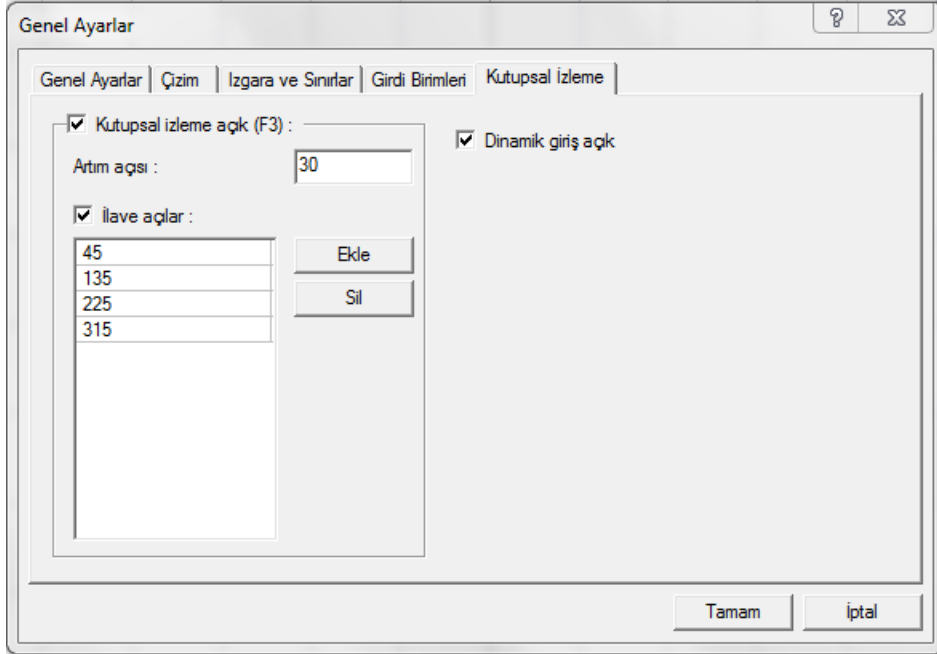 Genel Ayarlar
Genel Ayarlar Çizim Izgara ve Sınırlar Girdi Birimleri Kutupsal İzleme
Kutupsal izleme açık (F3) :
Dinamik giriş açık
Artım açısı :
30
İlave açılar :
45
135
225
315
Ekle
Sil
Tamam
İptal